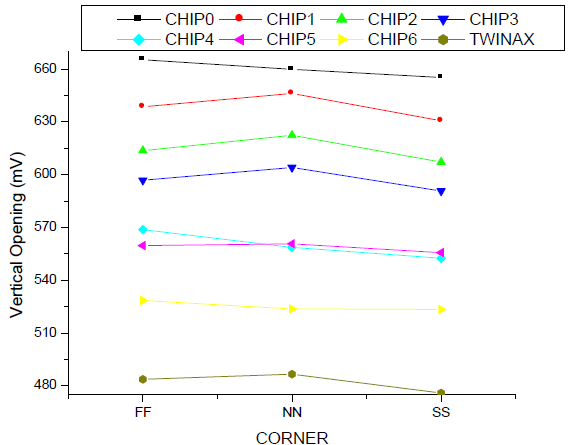 CHIP0 CHIP1 CHIP2 CHIP3
CHIP4 CHIP5 CHIP6 TWINAX
660
630
600
570
540
510
480
Vertical Opening (mV)
FF NN SS
CORNER